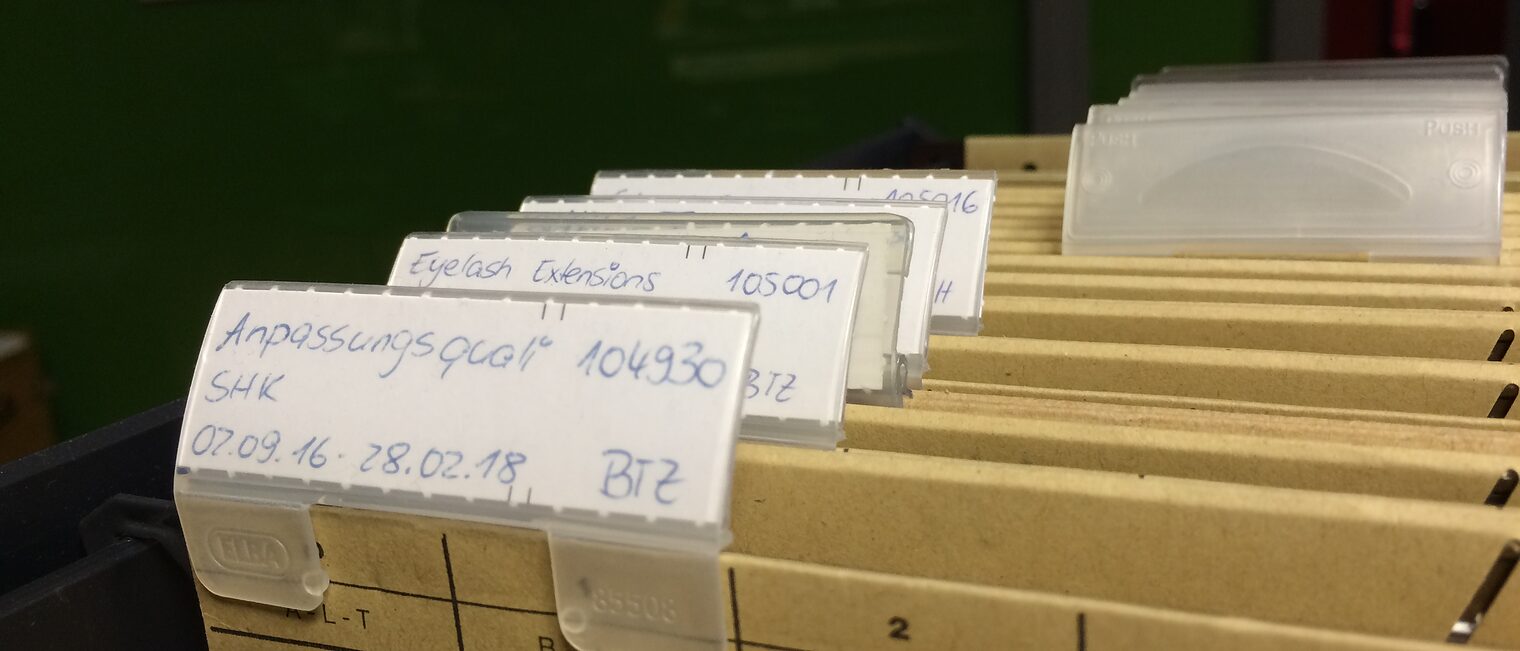 Anpassungsquali 104930
SHK
07.09.16 - 28.02.18 BTZ
Eyelash Extensions 105001
BTZ
105016
H
PUSH
PUSH
ELBA
85508
A-L-T
B
2